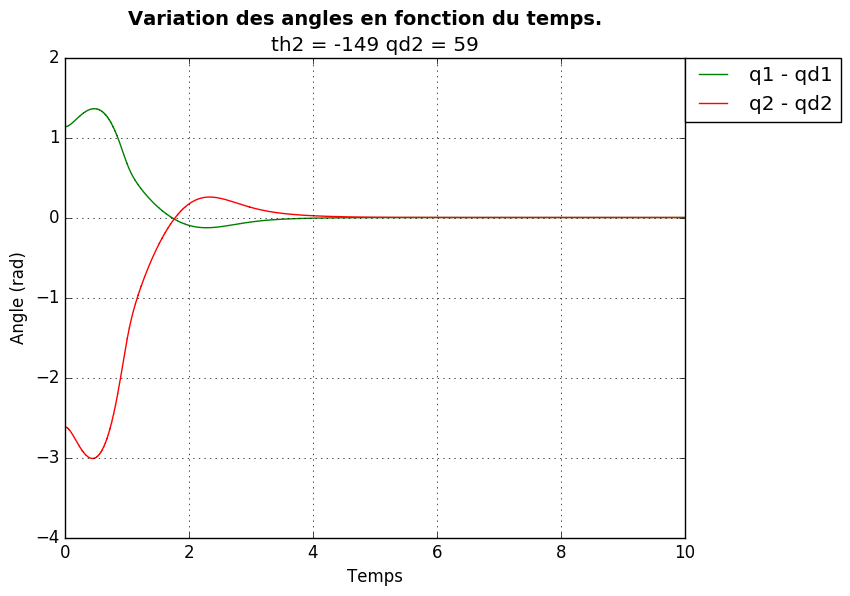 Variation des angles en fonction du temps.
th2 = -149 qd2 = 59
q1 - qd1
q2 - qd2
2
1
0
−1
−2
−3
−4
Angle (rad)
0 2 4 6 8 10
Temps